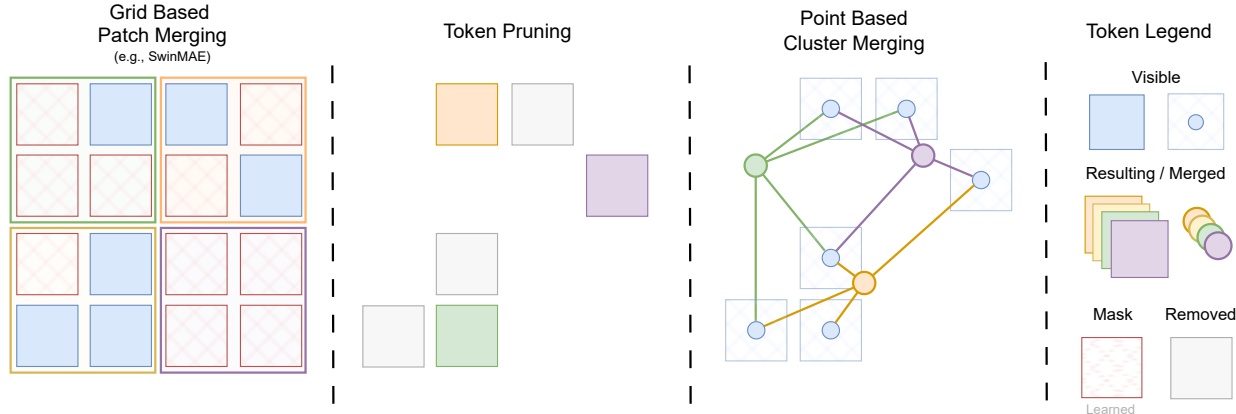 Grid Based
Patch Merging
(e.g., SwinMAE)
Token Pruning
Point Based
Cluster Merging
Token Legend
Visible
Resulting / Merged
Mask
Removed
Learned